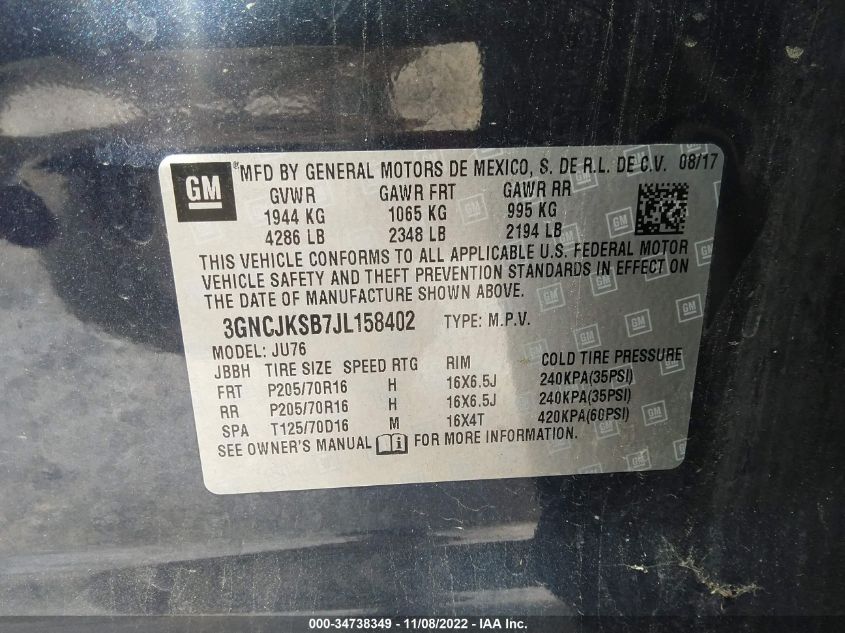 GM ® MFD BY GENERAL MOTORS DE MEXICO, S. DE R.L. DE C.V. 08/17
GVWR GAWR FRT GAWR RR
1944 KG 1065 KG 995 KG
4286 LB 2348 LB 2194 LB
THIS VEHICLE CONFORMS TO ALL APPLICABLE U.S. FEDERAL MOTOR
VEHICLE SAFETY AND THEFT PREVENTION STANDARDS IN EFFECT ON
THE DATE OF MANUFACTURE SHOWN ABOVE.
3GNCJKSB7JL158402 TYPE: M.P.V.
MODEL: JU76
JBBH TIRE SIZE SPEED RTG RIM COLD TIRE PRESSURE
FRT P205/70R16 H 16X6.5J 240KPA(35PSI)
RR P205/70R16 H 16X6.5J 240KPA(35PSI)
SPA T125/70D16 M 16X4T 420KPA(60PSI)
SEE OWNER'S MANUAL FOR MORE INFORMATION.
000-34738349 - 11/08/2022 - IAA, Inc.